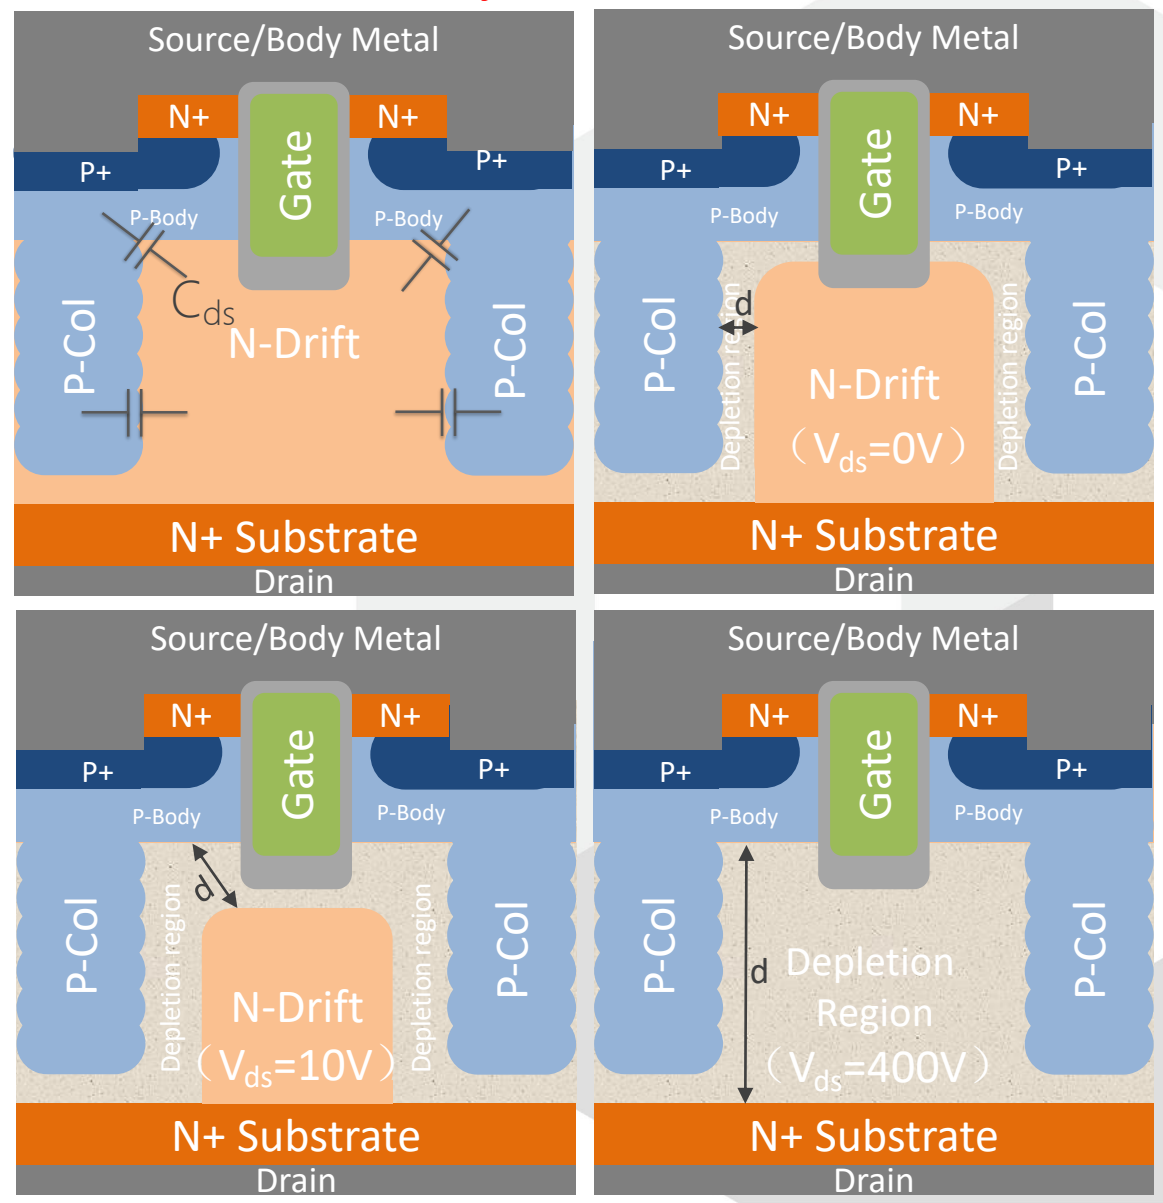 Source/Body Metal
N+
N+
Gate
P+
P+
P-Body
P-Body
Cds
P-Col
N-Drift
P-Col
N+ Substrate
Drain
Source/Body Metal
N+
N+
Gate
P+
P+
P-Body
P-Body
d
P-Col
Depletion region
N-Drift
（Vds=0V）
Depletion region
P-Col
N+ Substrate
Drain
Source/Body Metal
N+
N+
Gate
P+
P+
P-Body
P-Body
d
P-Col
Depletion region
N-Drift
（Vds=10V）
Depletion region
P-Col
N+ Substrate
Drain
Source/Body Metal
N+
N+
Gate
P+
P+
P-Body
P-Body
P-Col
d
Depletion
Region
（Vds=400V）
P-Col
N+ Substrate
Drain